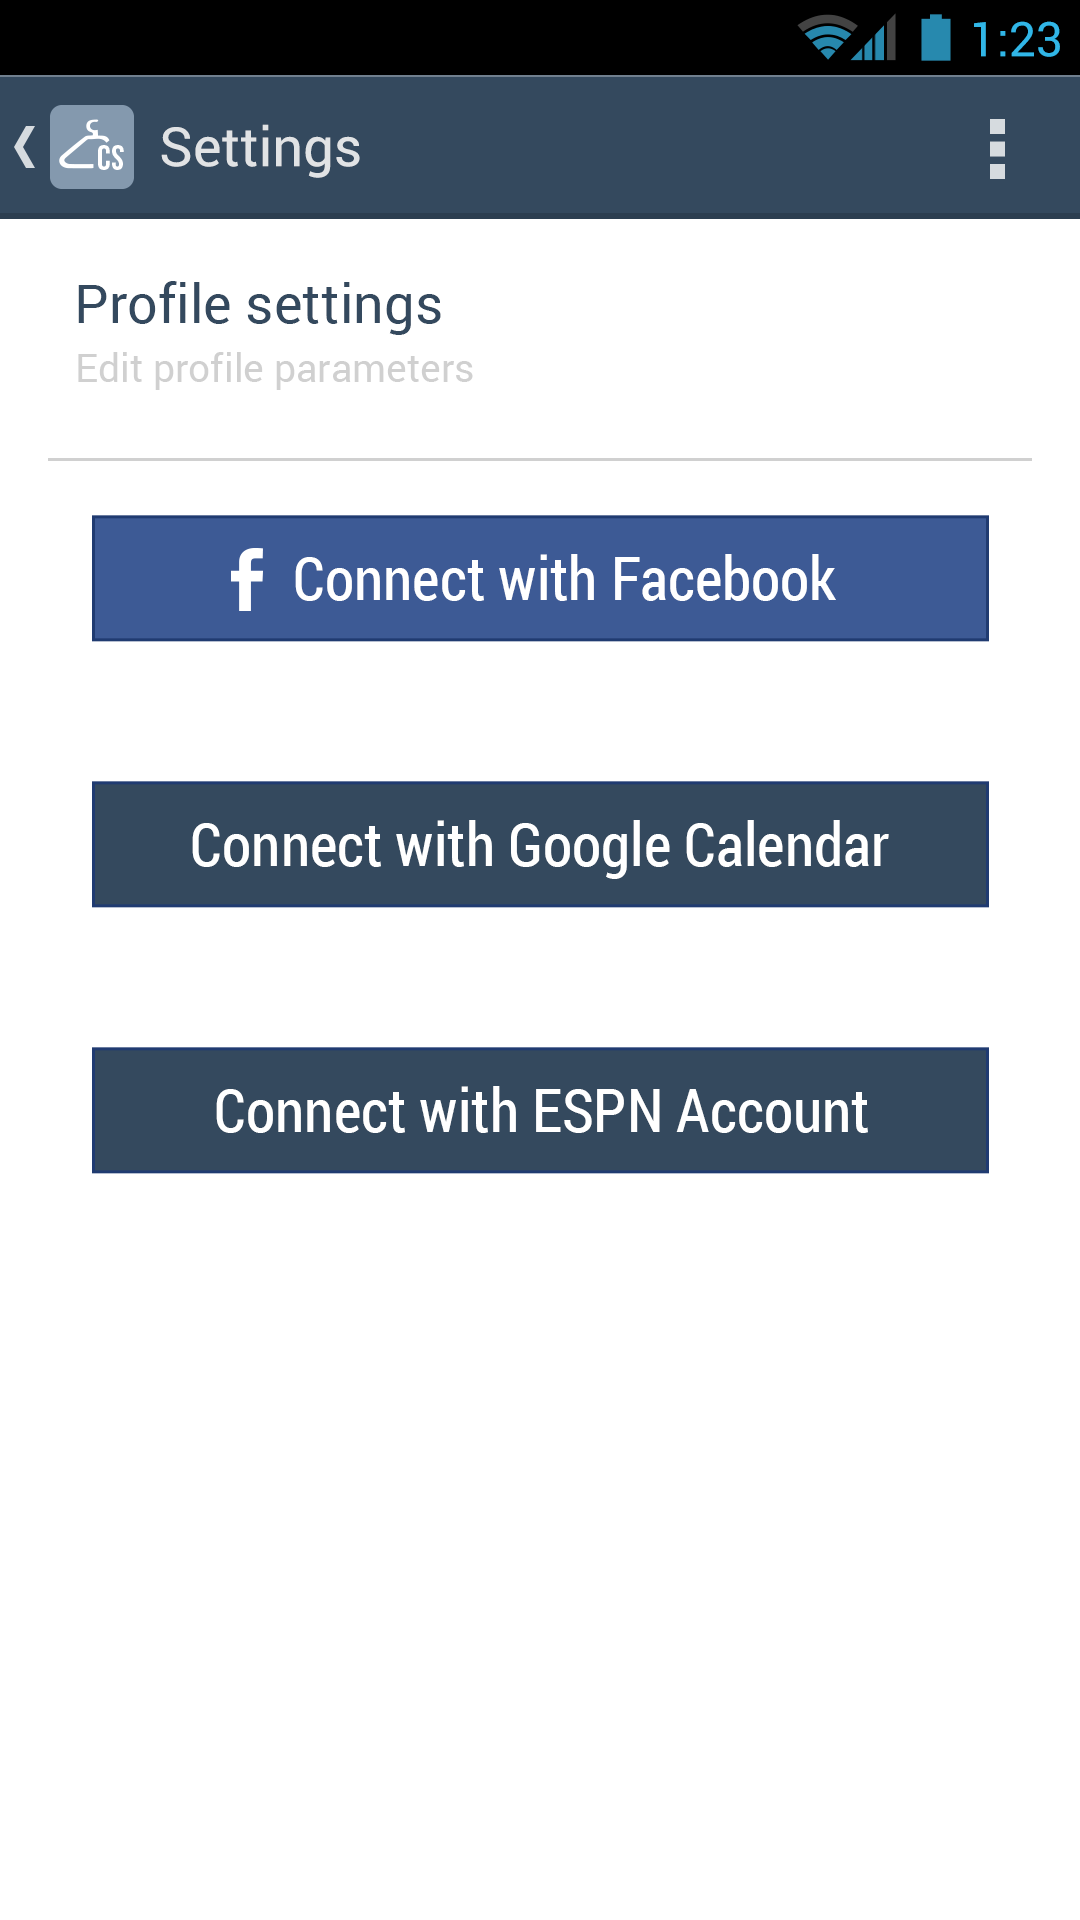 1:23
CS Settings
Profile settings
Edit profile parameters
f Connect with Facebook
Connect with Google Calendar
Connect with ESPN Account